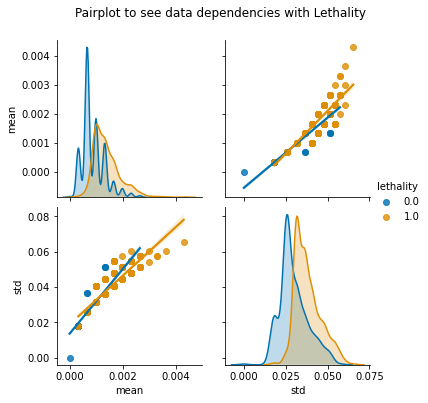 Pairplot to see data dependencies with Lethality
0.004
0.003
0.002
0.001
0.000
mean
lethality
0.0
1.0
0.08
0.06
0.04
0.02
0.00
std
0.000 0.002 0.004
mean
0.000 0.025 0.050 0.075
std